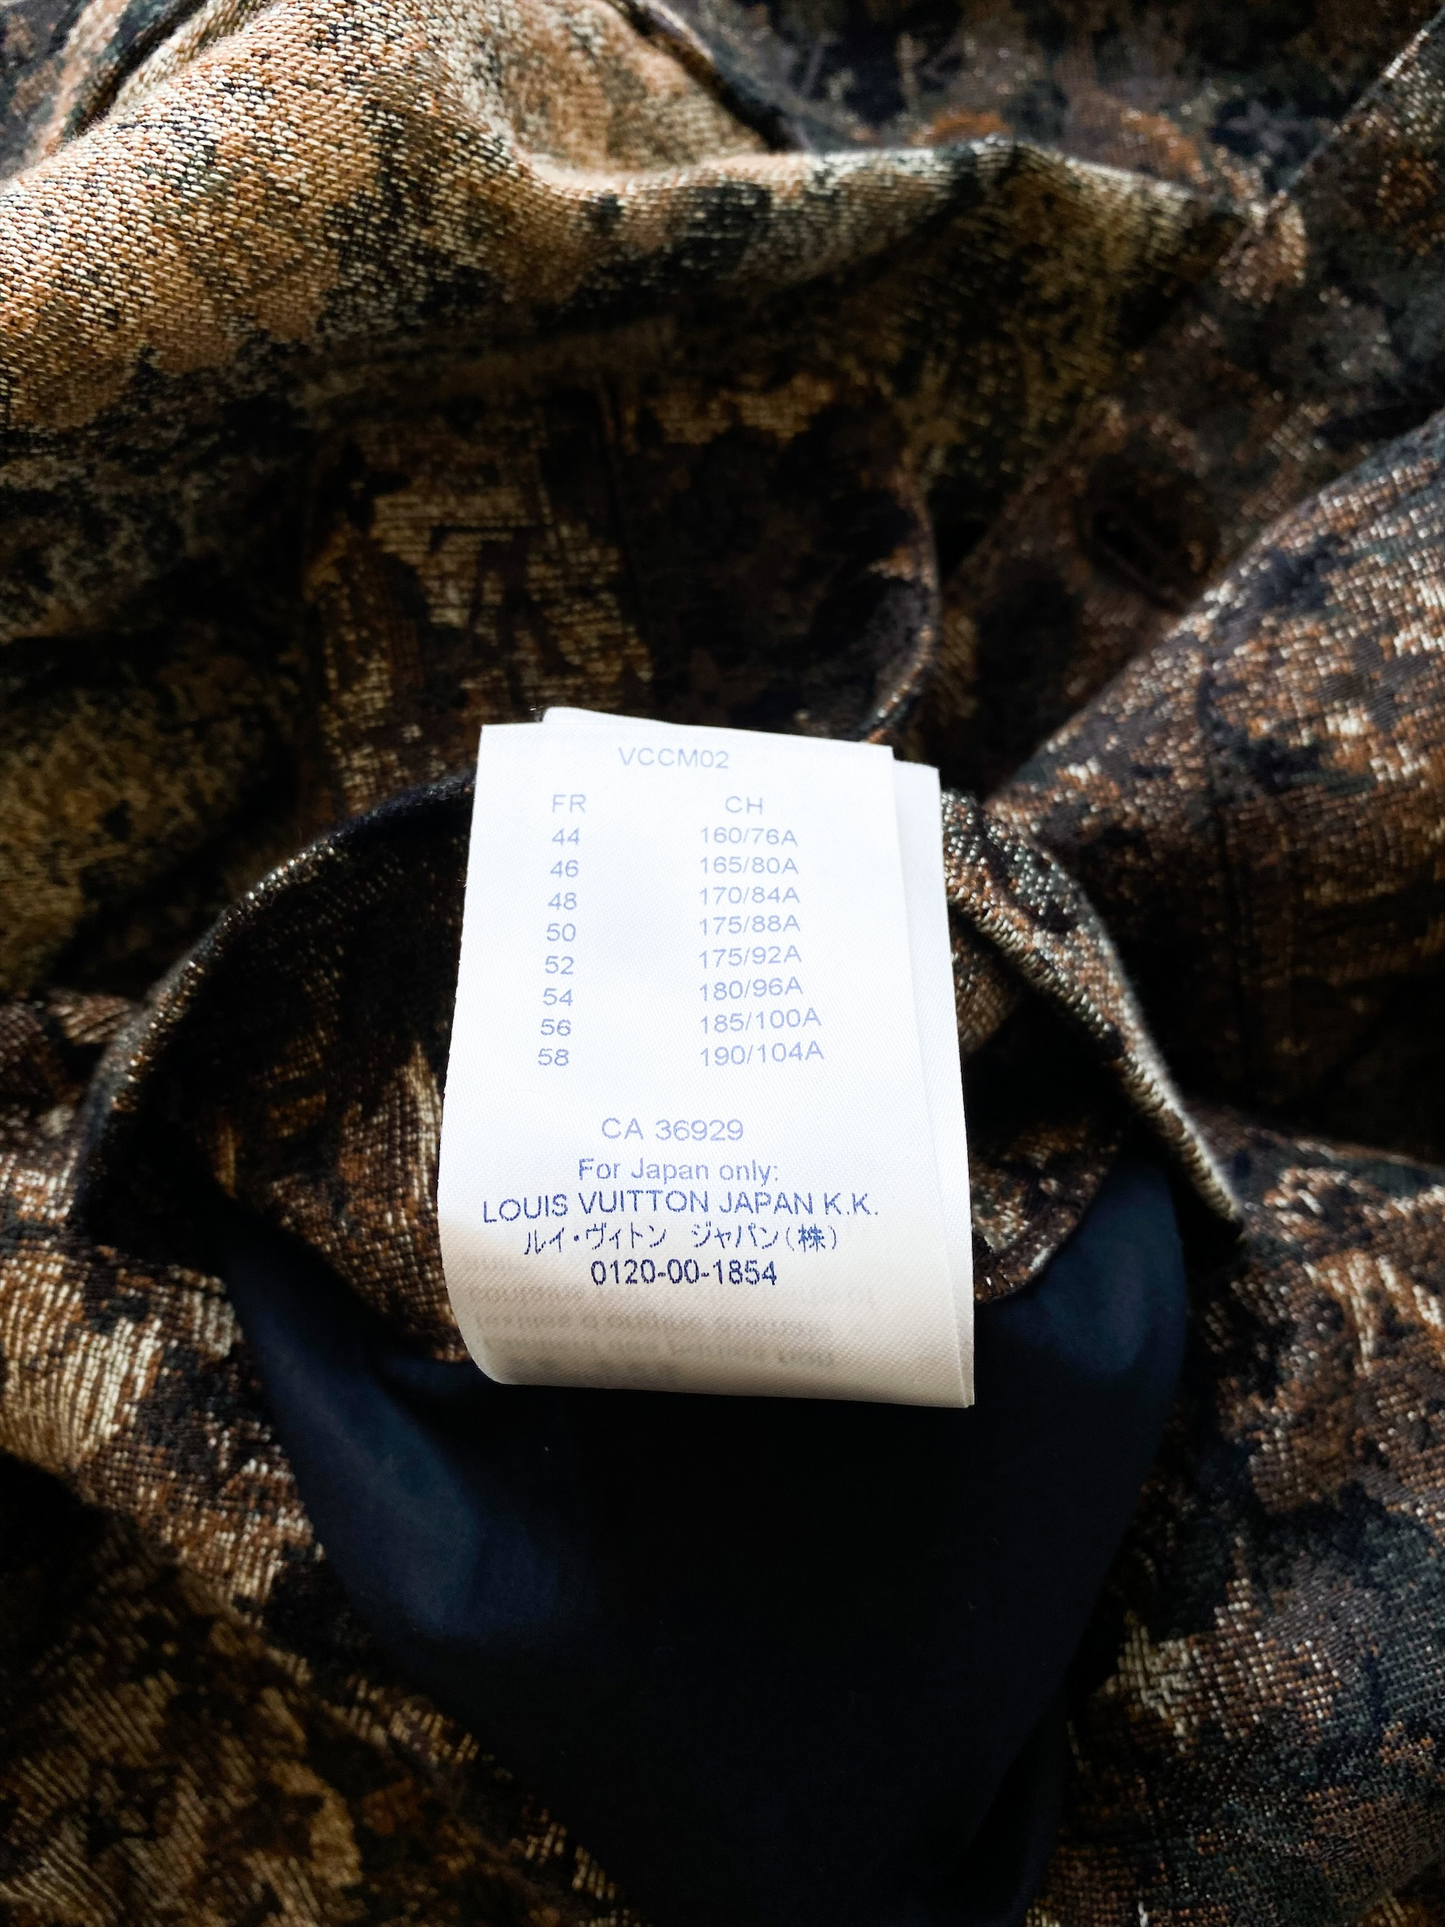 VCCM02
FR CH
44 160/76A
46 165/80A
48 170/84A
50 175/88A
52 175/92A
54 180/96A
56 185/100A
58 190/104A
CA 36929
For Japan only:
LOUIS VUITTON JAPAN K.K.
ルイ・ヴィトン ジャパン(株)
0120-00-1854